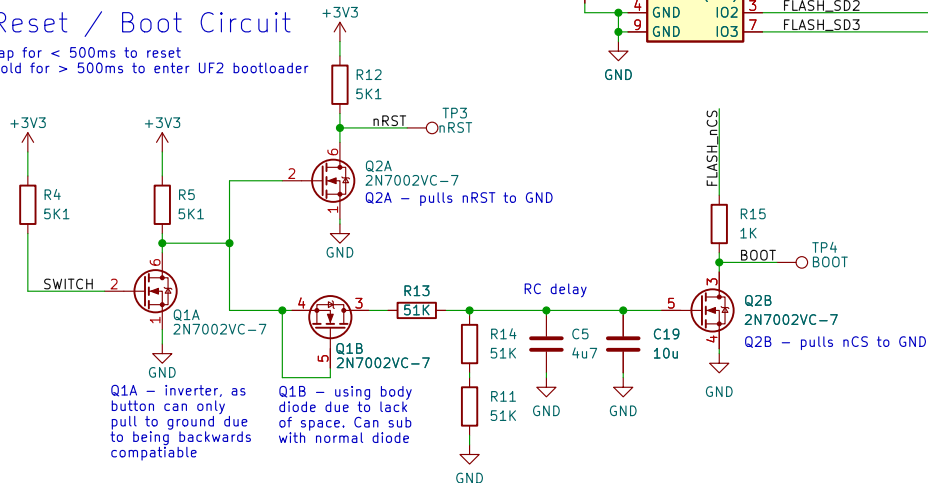 Reset / Boot Circuit
ap for < 500ms to reset
old for > 500ms to enter UF2 bootloader
+3V3
R12
5K1
nRST
TP3
nRST
6
2
Q2A
2N7002VC-7
Q2A - pulls nRST to GND
1
GND
4
GND
9
GND
IO2
3
FLASH_SD2
IO3
7
FLASH_SD3
GND
+3V3
R4
5K1
SWITCH
2
+3V3
R5
5K1
6
Q1A
2N7002VC-7
1
GND
Q1A - inverter, as
button can only
pull to ground due
to being backwards
compatiable
4
3
5
Q1B
2N7002VC-7
Q1B - using body
diode due to lack
of space. Can sub
with normal diode
R13
51K
RC delay
R14
51K
R11
51K
GND
C5
4u7
GND
C19
10u
GND
FLASH_nCS
R15
1K
BOOT
TP4
BOOT
3
5
Q2B
2N7002VC-7
Q2B - pulls nCS to GND
4
GND